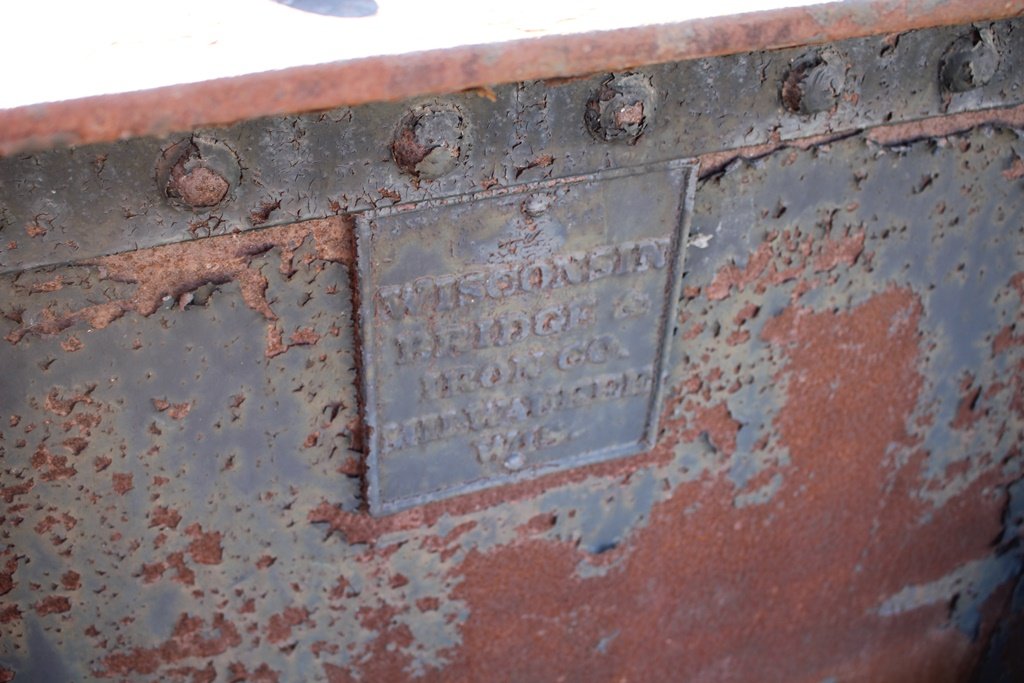 WISCONSIN
BRIDGE &
IRON CO.
MILWAUKEE
WIS.